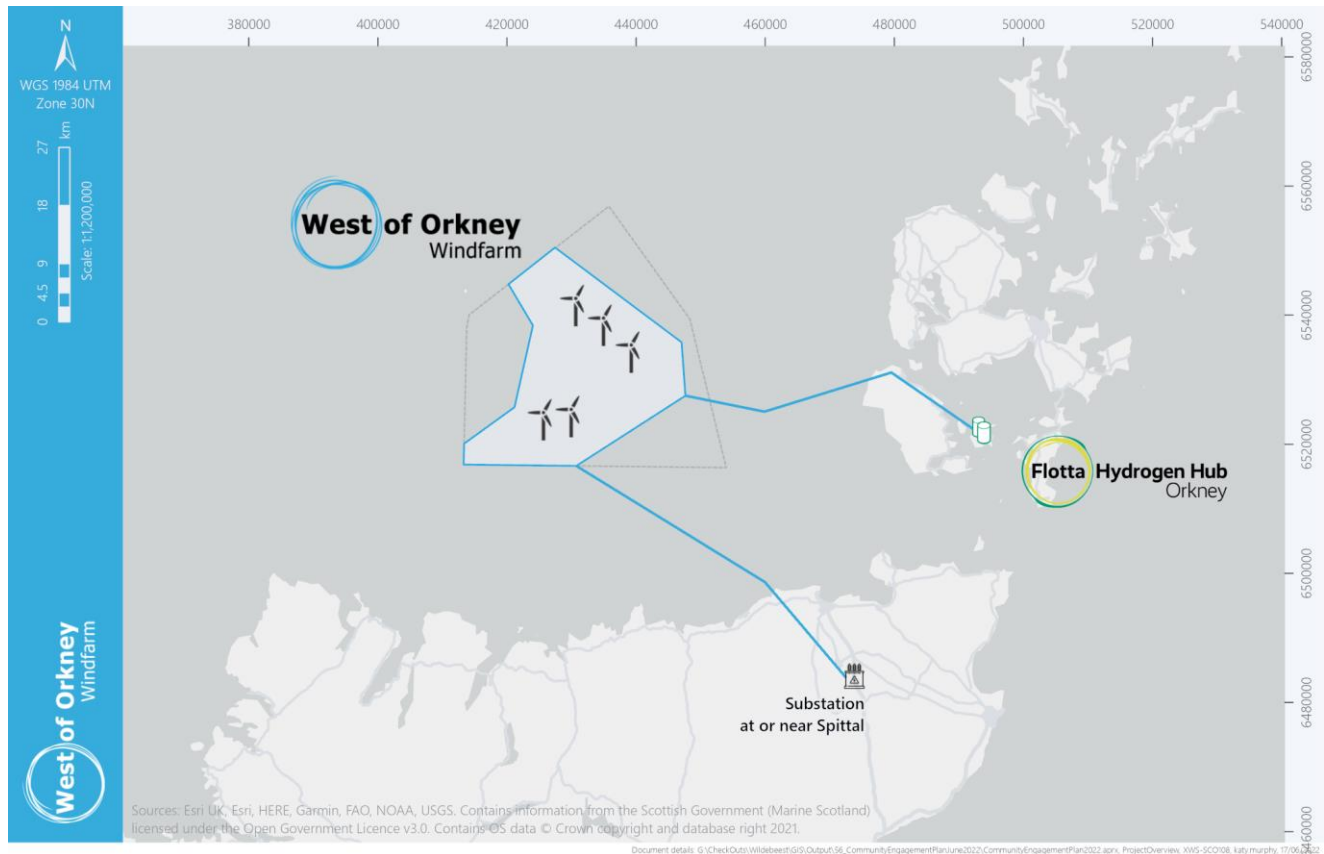 380000 400000 420000 440000 460000 480000 500000 520000 540000
N
WGS 1984 UTM
Zone 30N
km
27
18
9
4.5
0
Scale: 1:1,200,000
West of Orkney
Windfarm
6580000
6560000
6540000
6520000
6500000
6480000
6460000
Flotta Hydrogen Hub
Orkney
Substation
at or near Spittal
West of Orkney
Windfarm
Sources: Esri UK, Esri, HERE, Garmin, FAO, NOAA, USGS. Contains information from the Scottish Government (Marine Scotland)
licensed under the Open Government Licence v3.0. Contains OS data © Crown copyright and database right 2021.